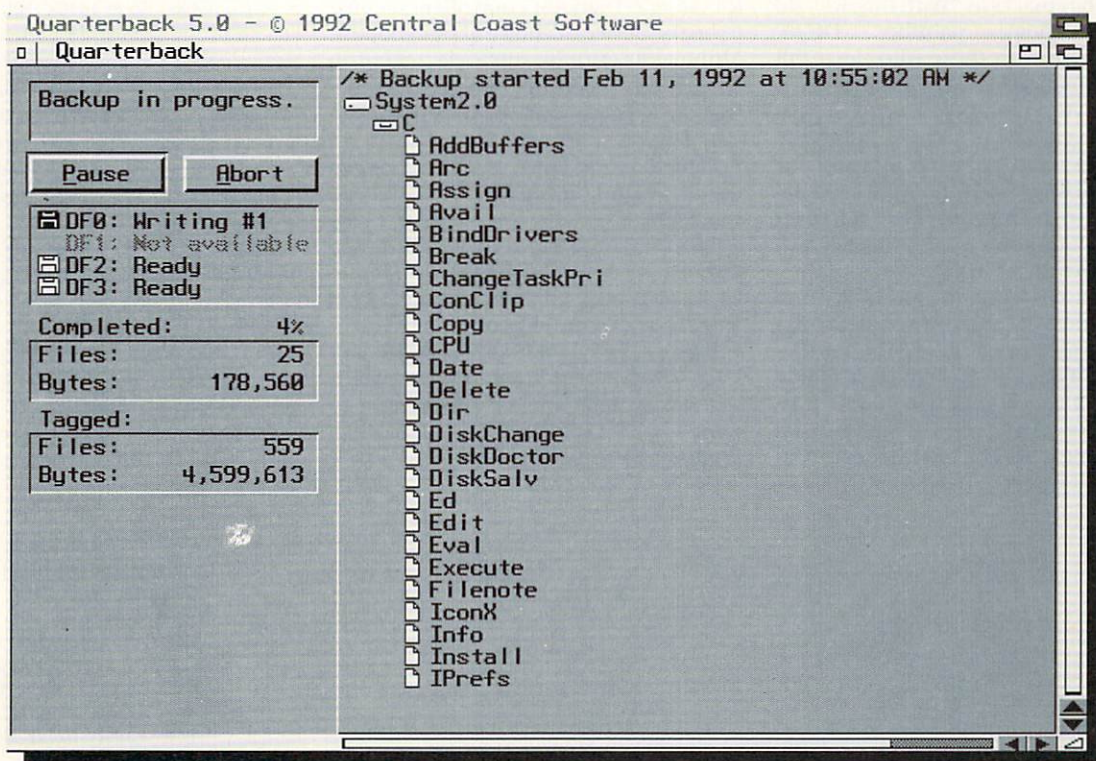 Quarterback 5.0 - © 1992 Central Coast Software
Quarterback
Backup in progress.
Pause
Abort
DF0: Writing #1
DF1: Not available
DF2: Ready
DF3: Ready
Completed: 4%
Files: 25
Bytes: 178,560
Tagged:
Files: 559
Bytes: 4,599,613
/* Backup started Feb 11, 1992 at 10:55:02 AM */
System2.0
C
AddBuffers
Arc
Assign
Avail
BindDrivers
Break
ChangeTaskPri
ConClip
Copy
CPU
Date
Delete
Dir
DiskChange
DiskDoctor
DiskSalv
Ed
Edit
Eval
Execute
Filenote
IconX
Info
Install
IPrefs